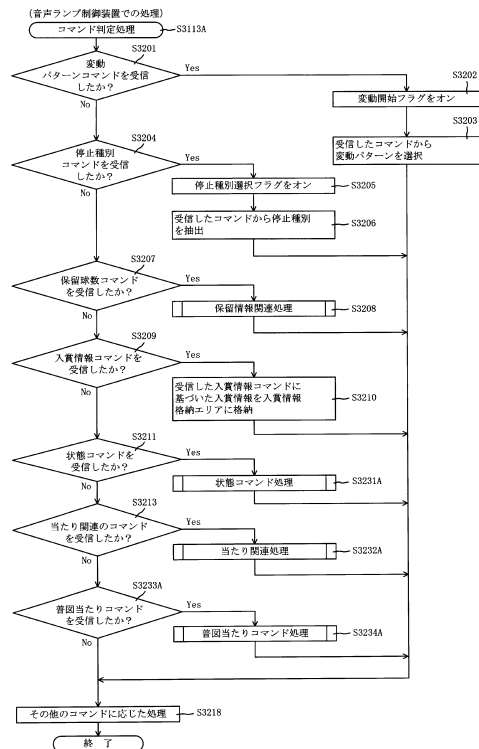 (音声ランプ制御装置での処理)
コマンド判定処理
S3113A
S3201
変動
パターンコマンドを受信
したか?
Yes
No
S3202
変動開始フラグをオン
S3203
受信したコマンドから
変動パターンを選択
S3204
停止種別
コマンドを受信
したか?
Yes
No
停止種別選択フラグをオン
S3205
受信したコマンドから停止種別
を抽出
S3206
S3207
保留球数コマンド
を受信したか?
Yes
No
保留情報関連処理
S3208
S3209
入賞情報コマンドを
受信したか?
Yes
No
受信した入賞情報コマンドに
基づいた入賞情報を入賞情報
格納エリアに格納
S3210
S3211
状態コマンドを
受信したか?
Yes
No
状態コマンド処理
S3231A
S3213
当たり関連のコマンド
を受信したか?
Yes
No
当たり関連処理
S3232A
S3233A
普図当たりコマンド
を受信したか?
Yes
No
普図当たりコマンド処理
S3234A
その他のコマンドに応じた処理
S3218
終 了